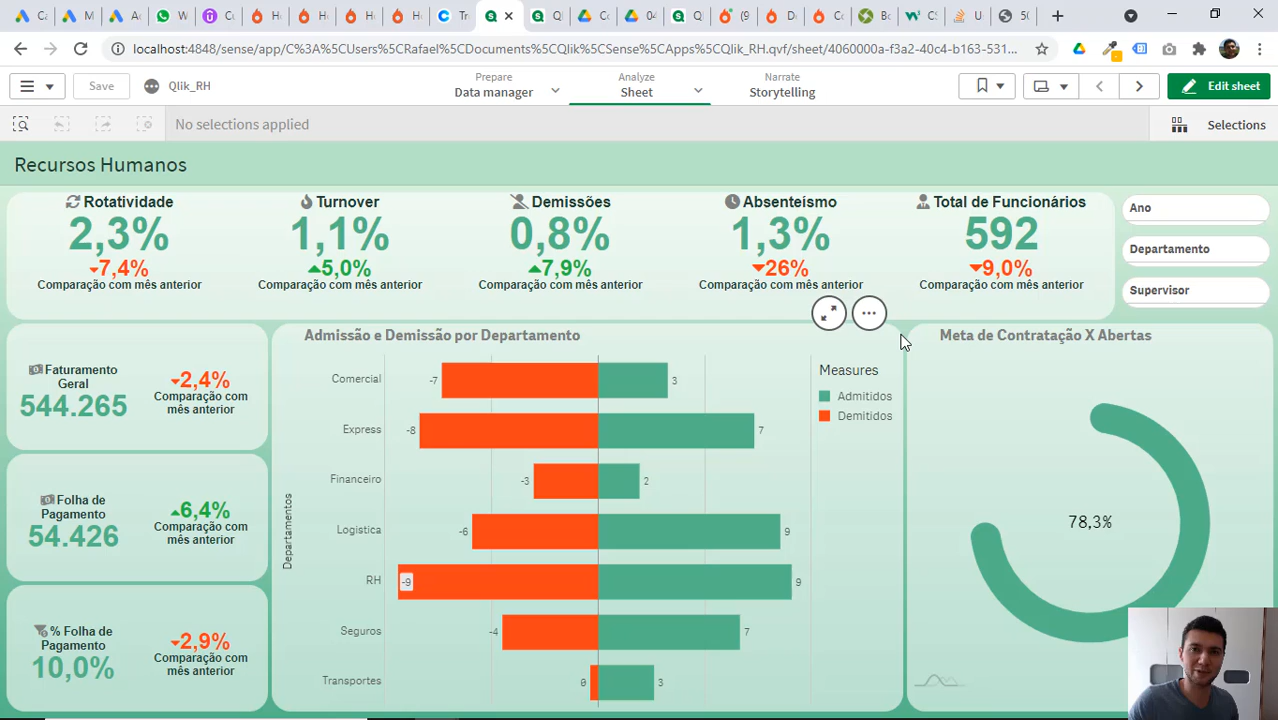 localhost:4848/sense/app/C%3A%5CUsers%5CRafael%5CDocuments%5CQlik%5CSense%5CApps%5CQlik_RH.qvf/sheet/4060000a-f3a2-40c4-b163-531...
Save
Qlik_RH
Prepare
Data manager
Analyze
Sheet
Narrate
Storytelling
Edit sheet
No selections applied
Selections
Recursos Humanos
Rotatividade
2,3%
7,4%
Comparação com mês anterior
Turnover
1,1%
5,0%
Comparação com mês anterior
Demissões
0,8%
7,9%
Comparação com mês anterior
Absenteísmo
1,3%
26%
Comparação com mês anterior
Total de Funcionários
592
9,0%
Comparação com mês anterior
Ano
Departamento
Supervisor
Faturamento
Geral
544.265
2,4%
Comparação com
mês anterior
Folha de
Pagamento
54.426
6,4%
Comparação com
mês anterior
% Folha de
Pagamento
10,0%
2,9%
Comparação com
mês anterior
Admissão e Demissão por Departamento
Departamentos
Comercial -7 3
Express -8 7
Financeiro -3 2
Logistica -6 9
RH -9 9
Seguros -4 7
Transportes 0 3
Measures
Admitidos
Demitidos
Meta de Contratação X Abertas
78,3%